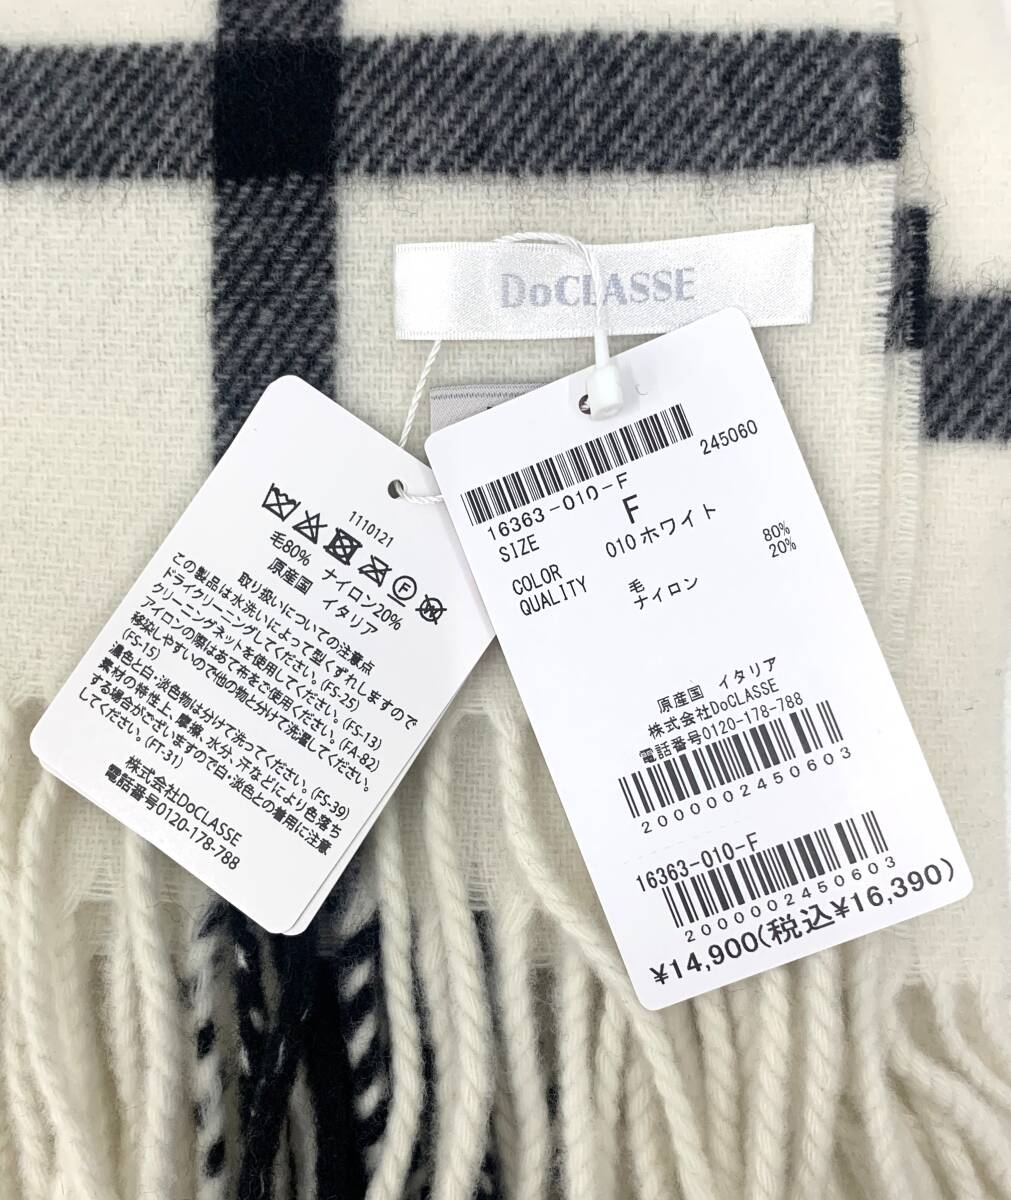 DoCLASSE
1110121
毛80% ナイロン20%
原産国 イタリア
取り扱いについての注意点
この製品は水洗いによって型くずれしますので
ドライクリーニングしてください。(FS-25)
クリーニングネットを使用してください。(FS-13)
アイロンの際はあて布をご使用ください。(FA-82)
移染しやすいので他の物と分けて洗濯してください。
(FS-15)
濃色と白・淡色物は分けて洗ってください。(FS-39)
素材の特性上、摩擦、水分、汗などにより色落ち
する場合がございますので白・淡色との着用に注意
してください。(FT-31)
株式会社DoCLASSE
電話番号0120-178-788
245060
16363-010-F
SIZE F
COLOR 010ホワイト
QUALITY 毛 80%
ナイロン 20%
原産国 イタリア
株式会社DoCLASSE
電話番号0120-178-788
2000002450603
16363-010-F
2000002450603
¥14,900(税込¥16,390)